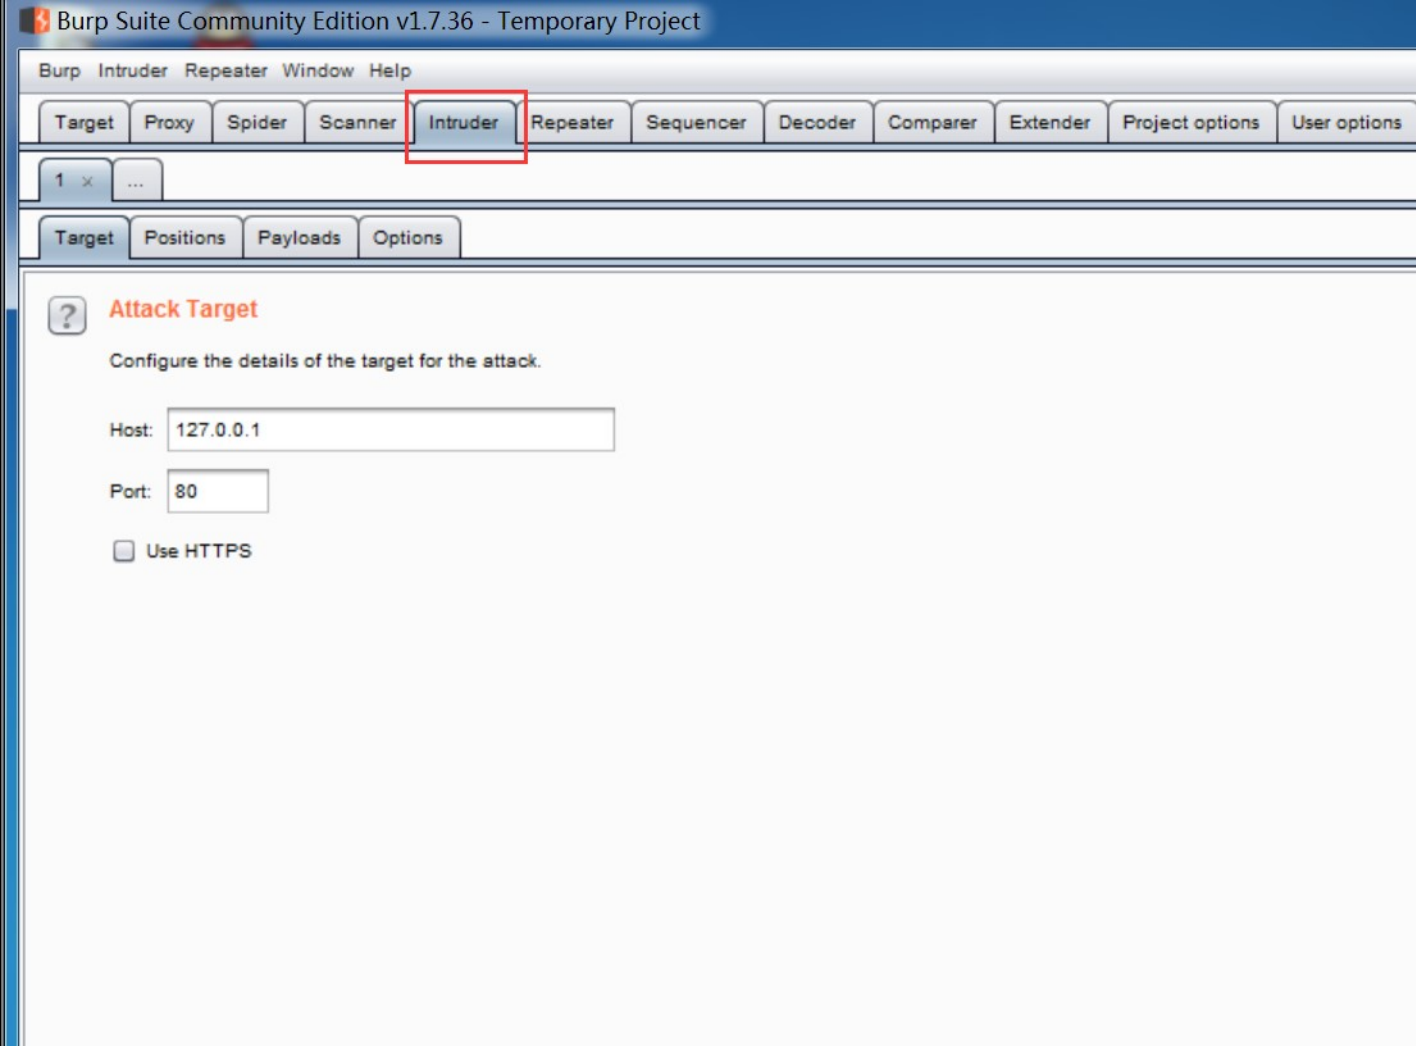 Burp Suite Community Edition v1.7.36 - Temporary Project
Burp Intruder Repeater Window Help
Target Proxy Spider Scanner Intruder Repeater Sequencer Decoder Comparer Extender Project options User options
1 × ...
Target Positions Payloads Options
? Attack Target
Configure the details of the target for the attack.
Host: 127.0.0.1
Port: 80
Use HTTPS